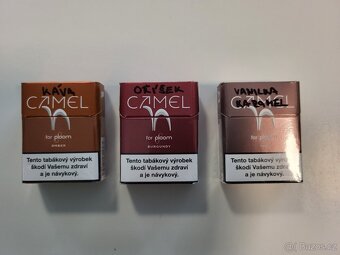 KÁVA
CAMEL
for ploom
AMBER
Tento tabákový výrobek
škodí Vašemu zdraví
a je návykový.
OŘÍŠEK
CAMEL
for ploom
BURGUNDY
Tento tabákový výrobek
škodí Vašemu zdraví
a je návykový.
VANILKA
KARAMEL
CAMEL
for ploom
Tento tabákový výrobek
škodí Vašemu zdraví
a je návykový.
© Bazos.cz